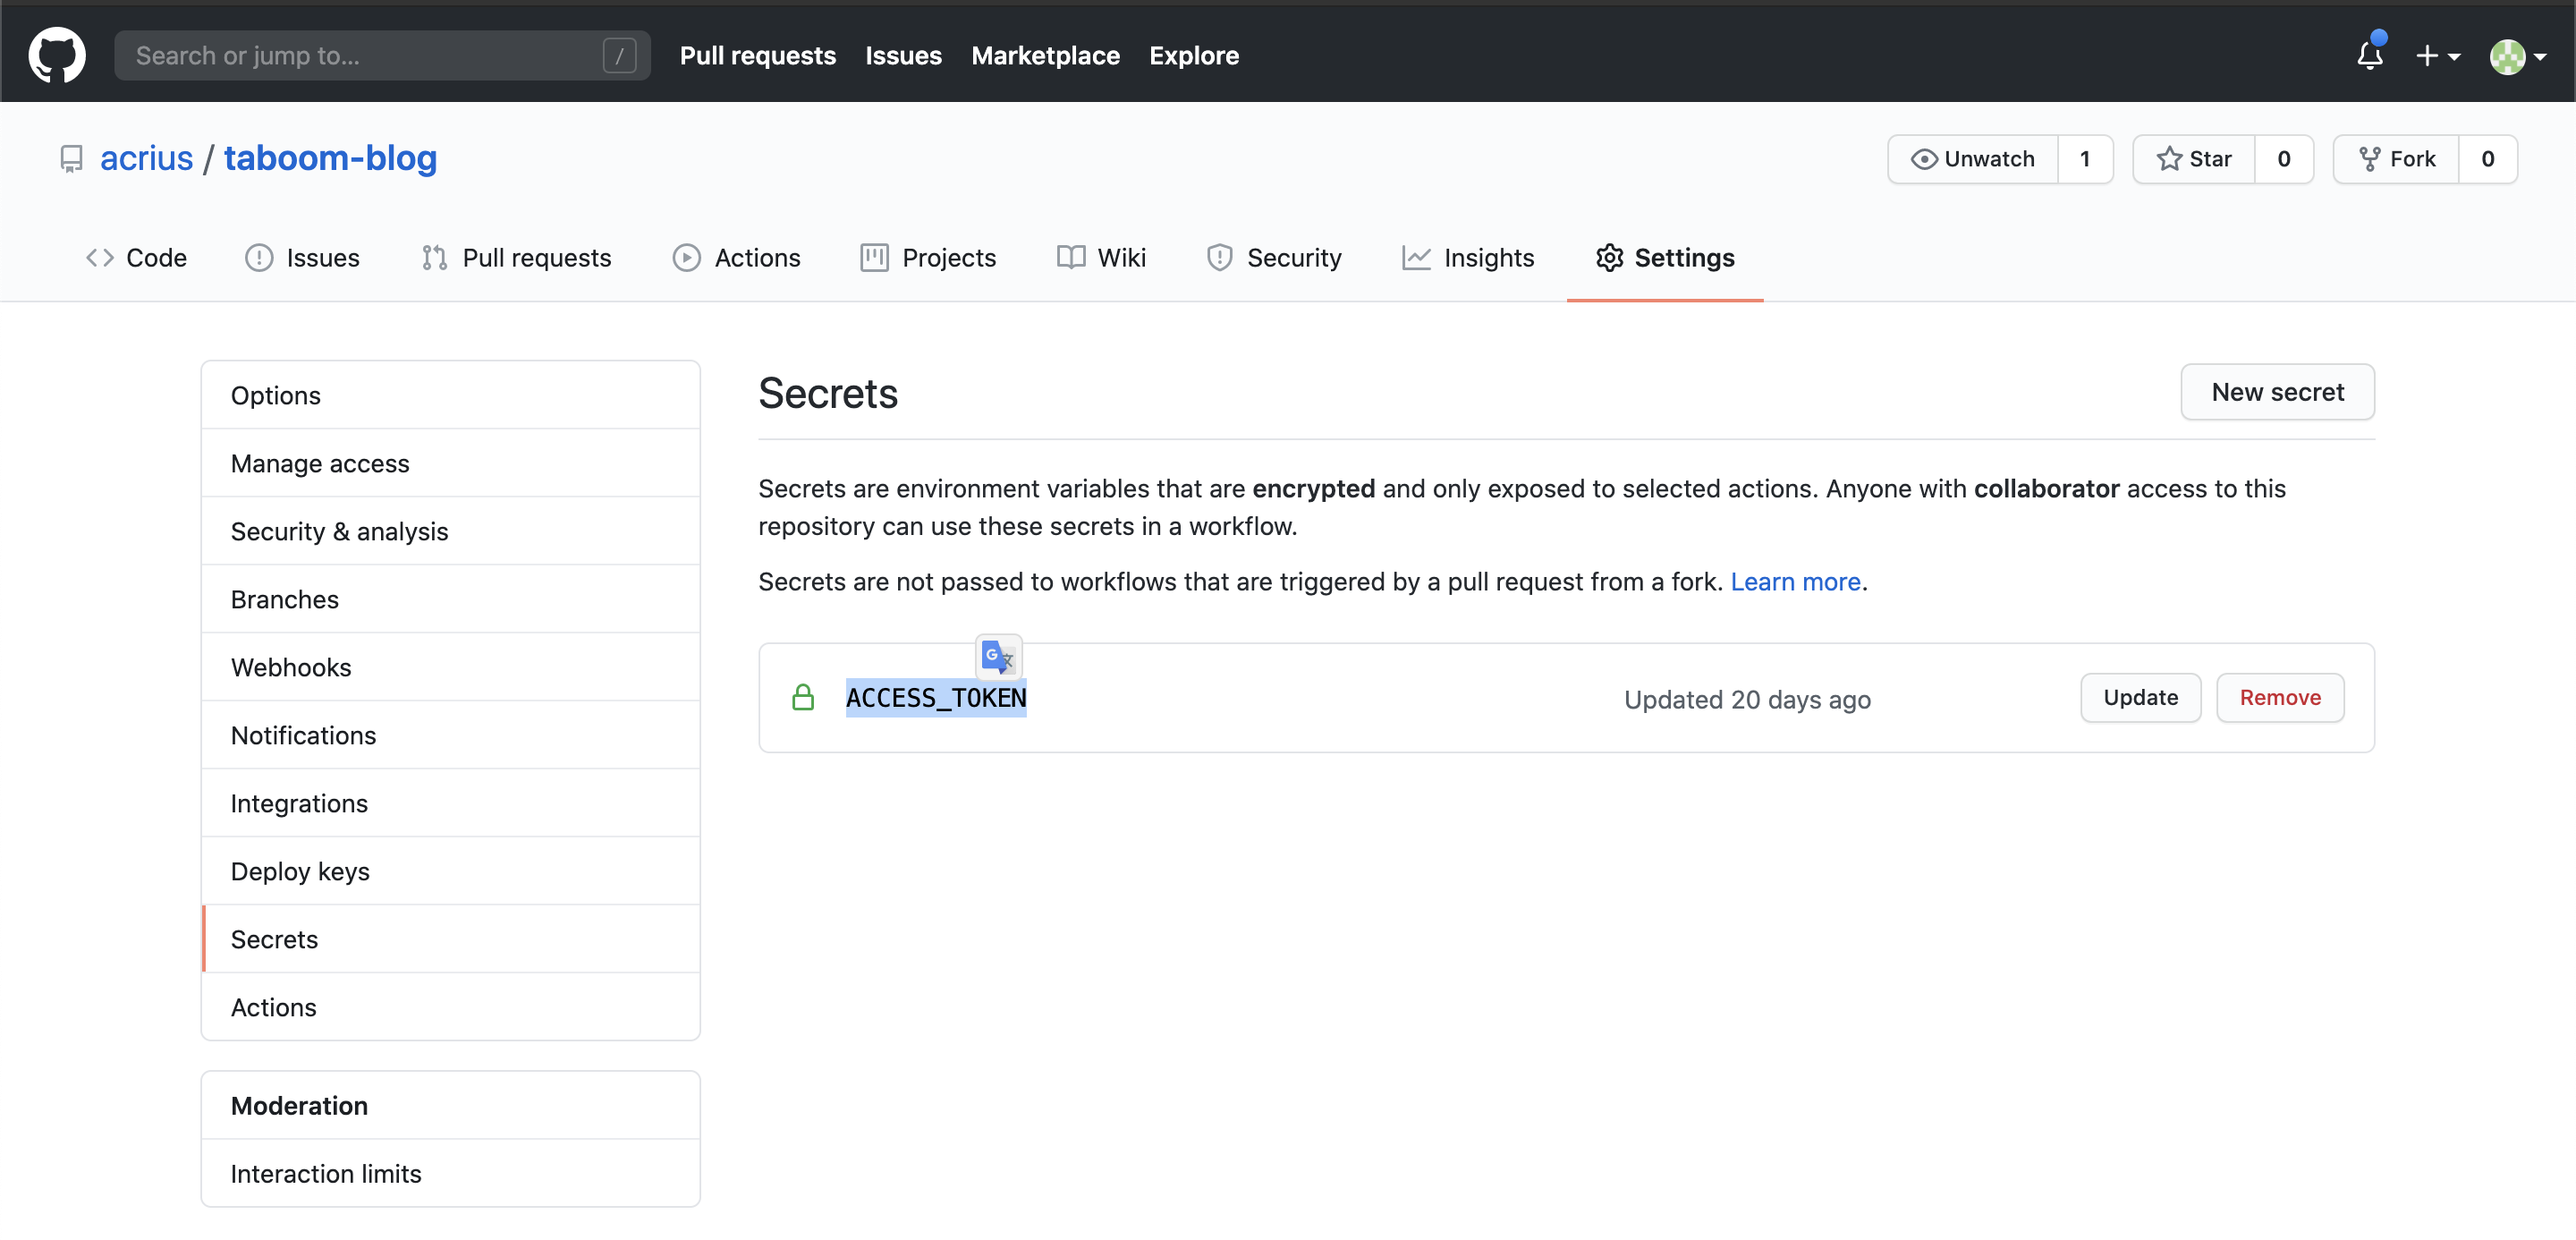 Search or jump to... /
Pull requests Issues Marketplace Explore
acrius / taboom-blog
Unwatch 1 Star 0 Fork 0
Code Issues Pull requests Actions Projects Wiki Security Insights Settings
Options
Manage access
Security & analysis
Branches
Webhooks
Notifications
Integrations
Deploy keys
Secrets
Actions
Moderation
Interaction limits
Secrets
New secret
Secrets are environment variables that are encrypted and only exposed to selected actions. Anyone with collaborator access to this
repository can use these secrets in a workflow.
Secrets are not passed to workflows that are triggered by a pull request from a fork. Learn more.
ACCESS_TOKEN
Updated 20 days ago
Update Remove